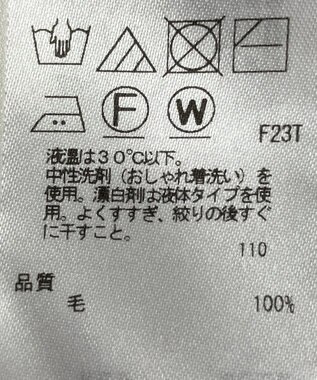 F W
F23T
液温は30℃以下。
中性洗剤（おしゃれ着洗い）を
使用。漂白剤は液体タイプを使
用。よくすすぎ、絞りの後すぐ
に干すこと。
110
品質
毛 100%